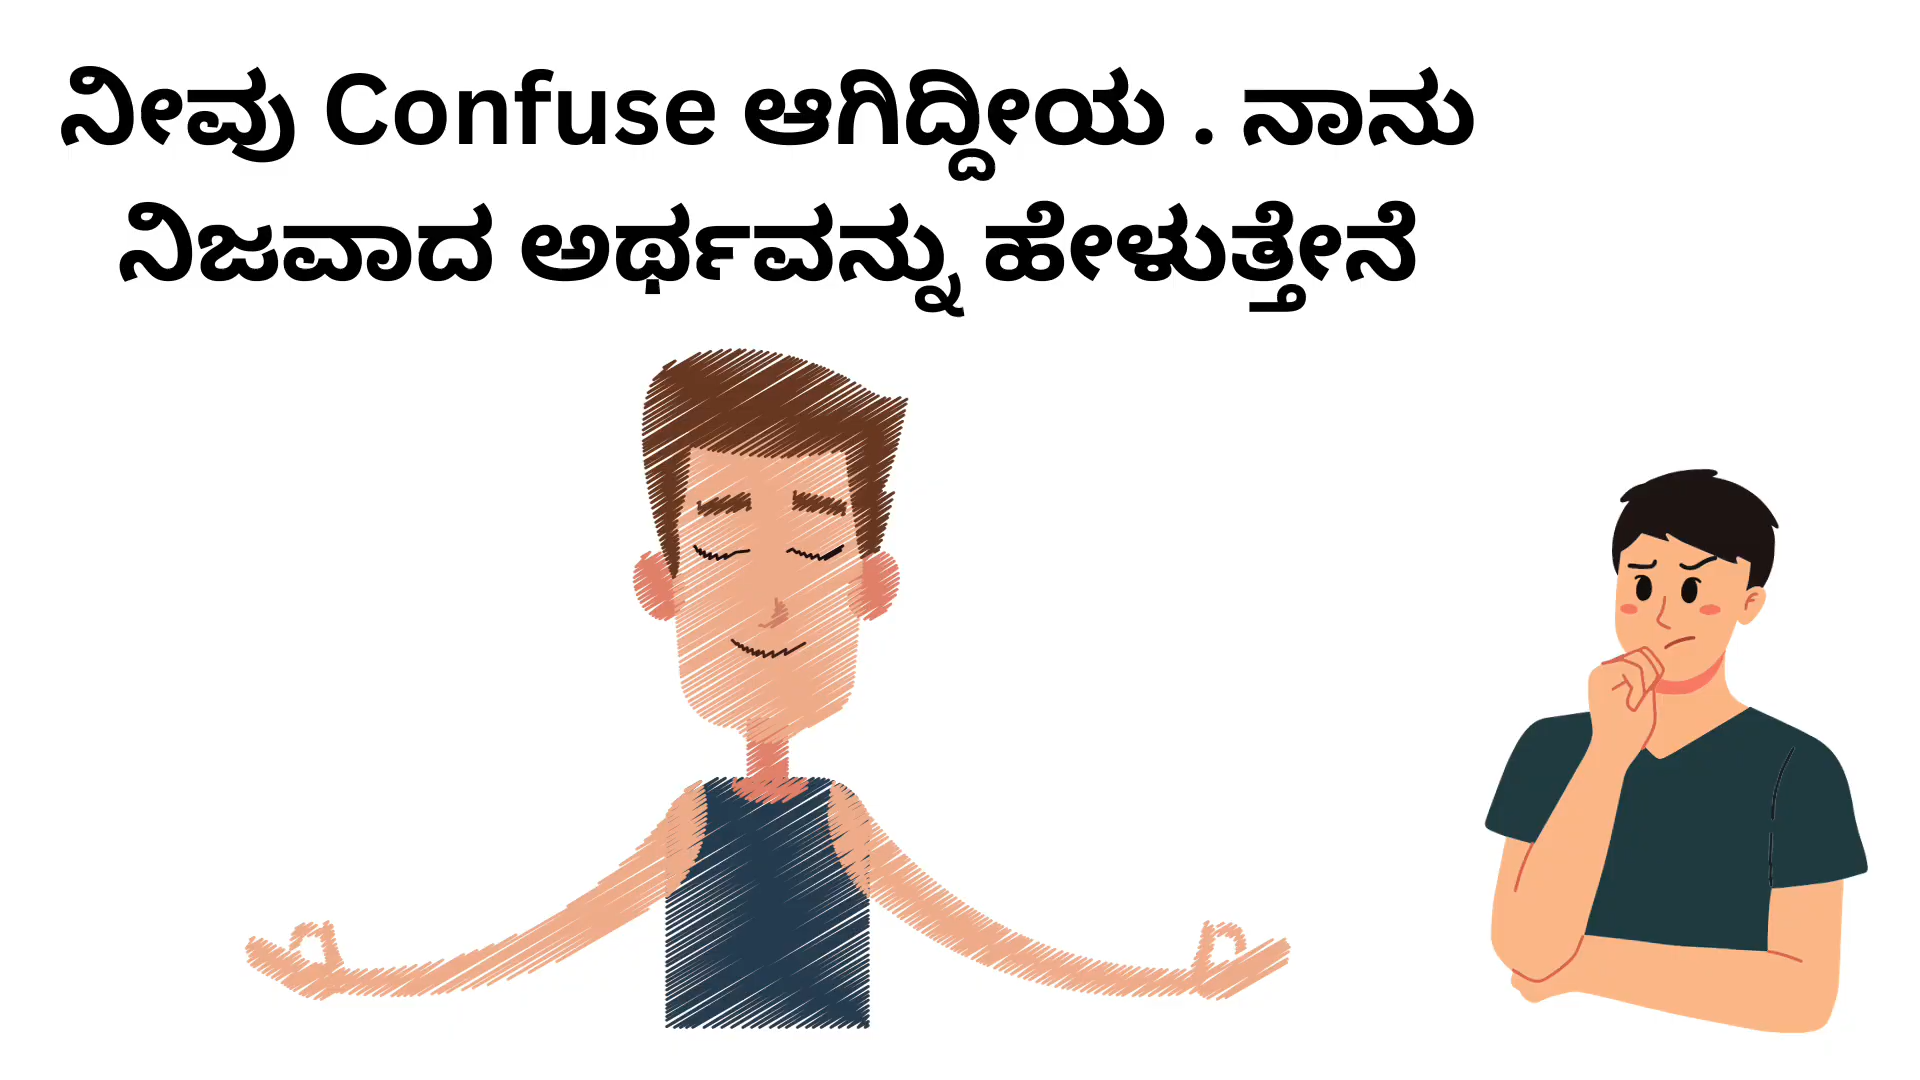 ನೀವು Confuse ಆಗಿದ್ದೀಯ . ನಾನು
ನಿಜವಾದ ಅರ್ಥವನ್ನು ಹೇಳುತ್ತೇನೆ